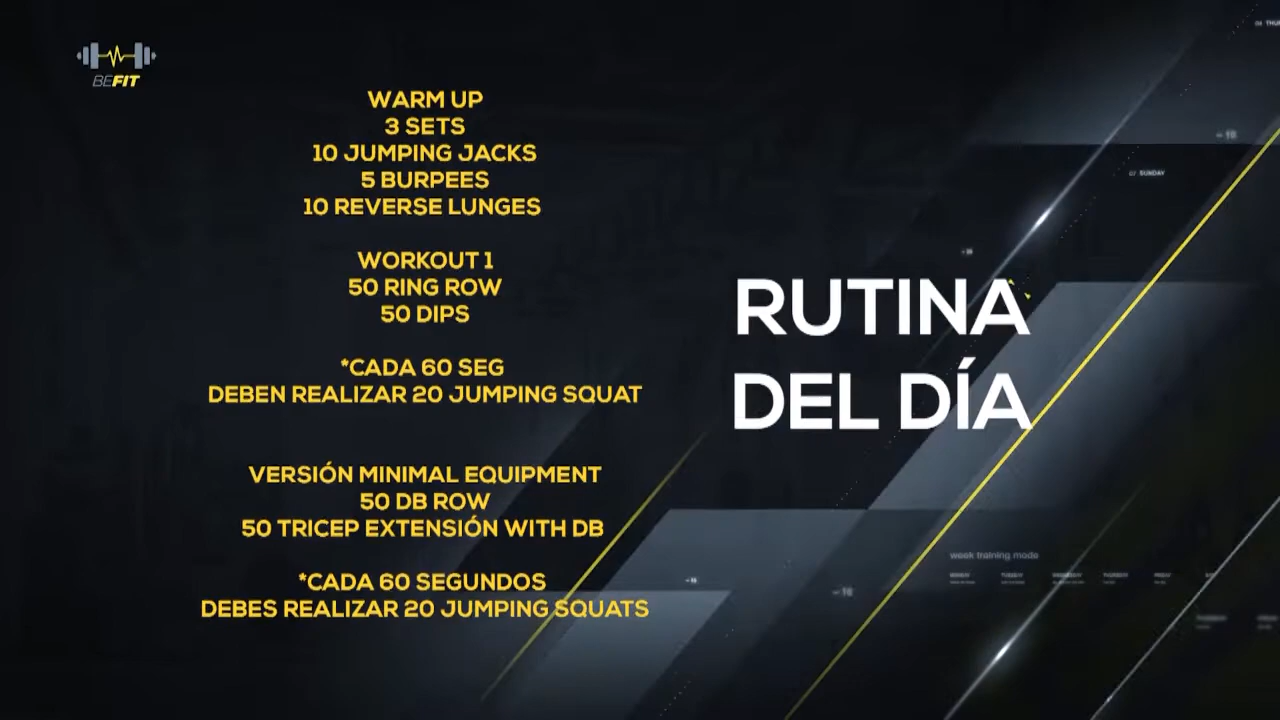 BEFIT
WARM UP
3 SETS
10 JUMPING JACKS
5 BURPEES
10 REVERSE LUNGES
WORKOUT 1
50 RING ROW
50 DIPS
*CADA 60 SEG
DEBEN REALIZAR 20 JUMPING SQUAT
VERSIÓN MINIMAL EQUIPMENT
50 DB ROW
50 TRICEP EXTENSIÓN WITH DB
*CADA 60 SEGUNDOS
DEBES REALIZAR 20 JUMPING SQUATS
RUTINA
DEL DÍA
SUNDAY
week training mode